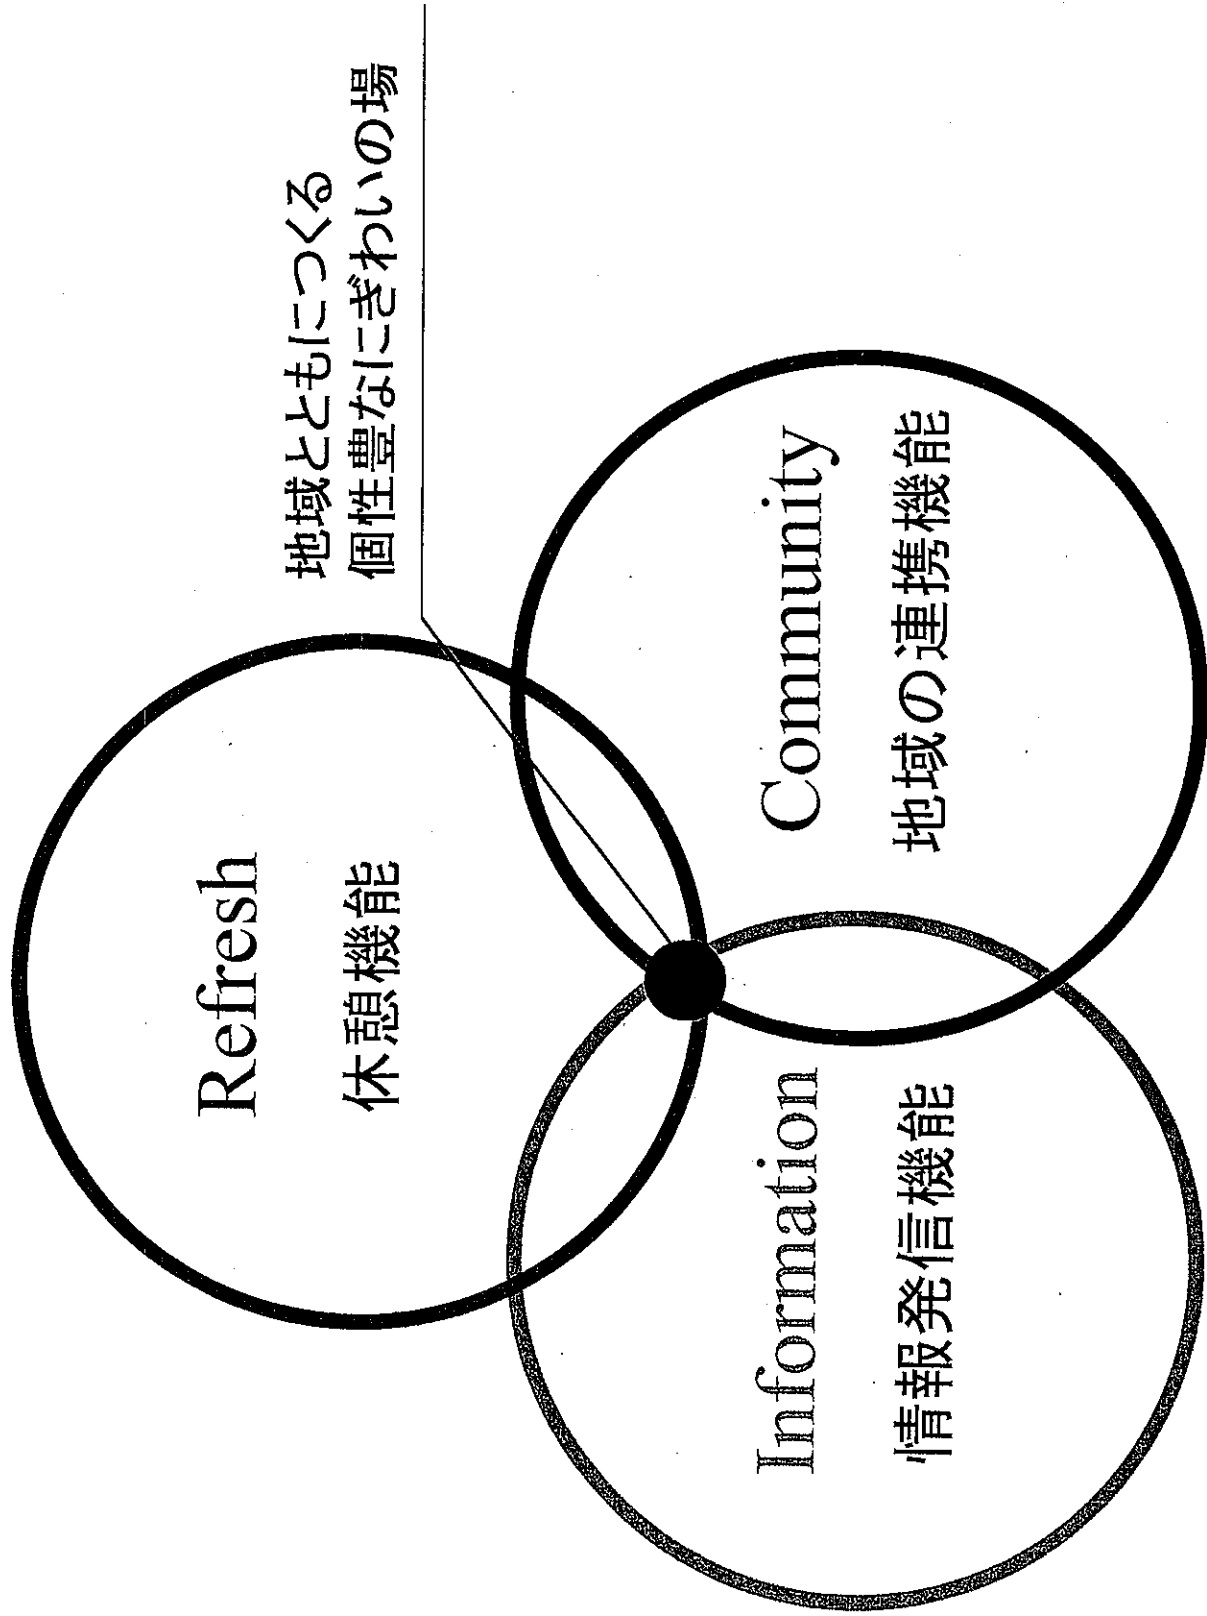 地域とともにつくる
個性豊なにぎわいの場
Refresh
休憩機能
Information
情報発信機能
Community
地域の連携機能